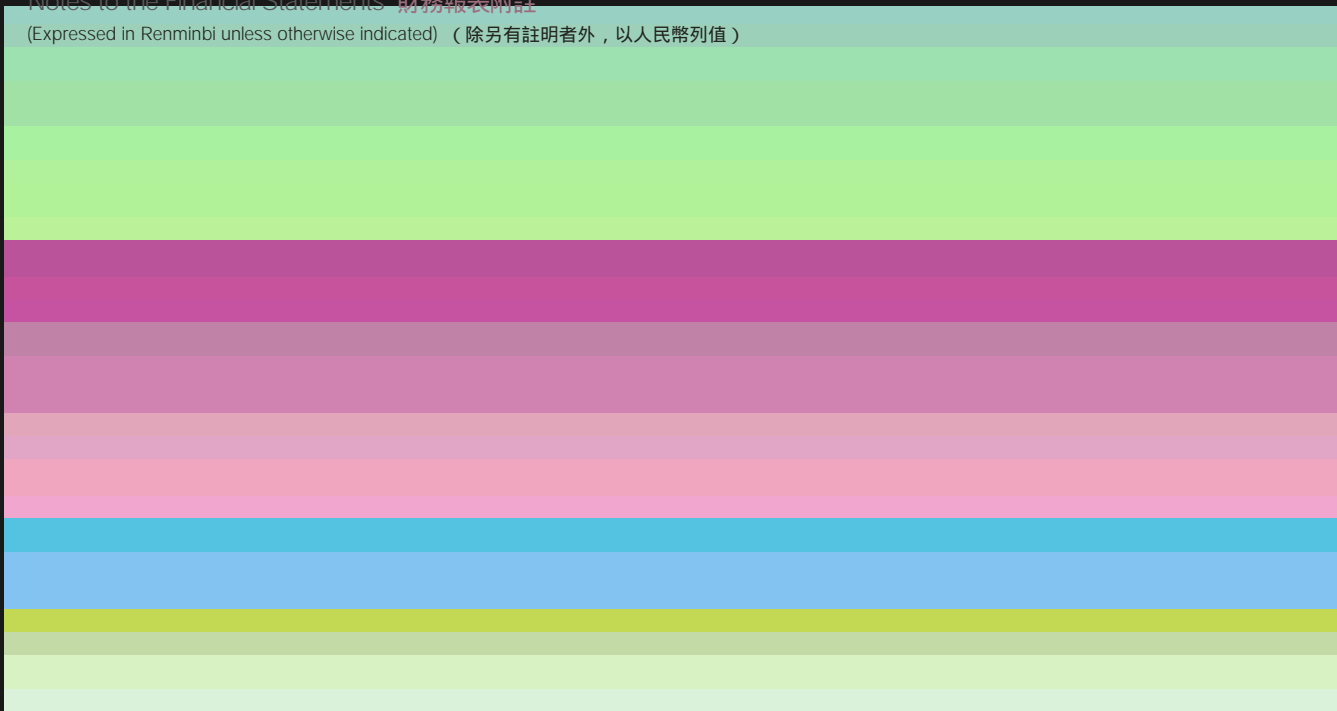 Notes to the Financial Statements 財務報表附註
(Expressed in Renminbi unless otherwise indicated) （除另有註明者外，以人民幣列值）